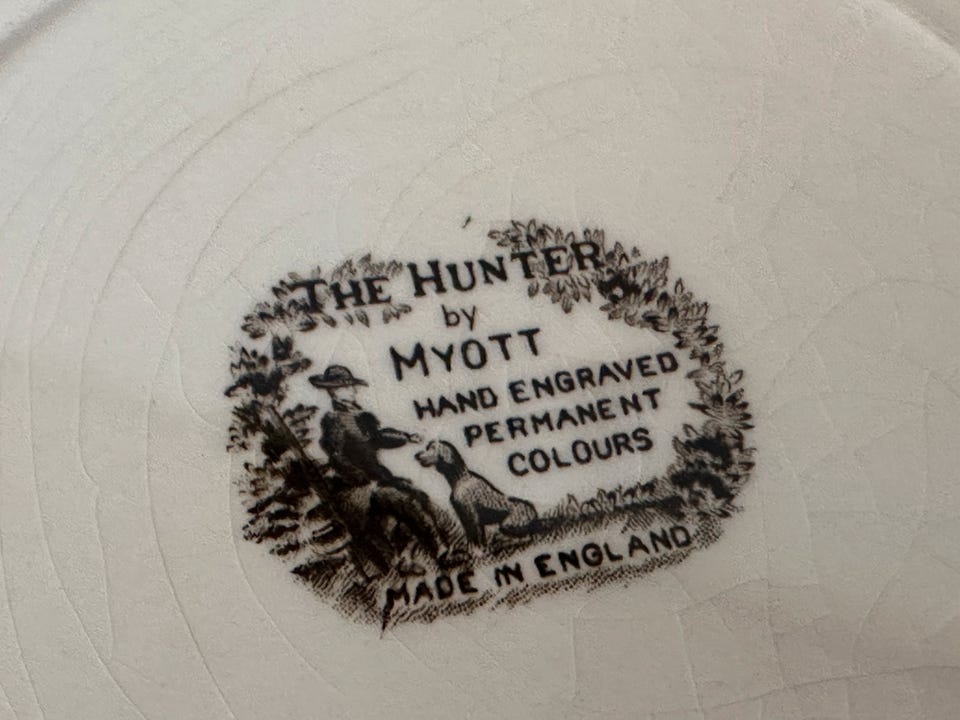 THE HUNTER
by
MYOTT
HAND ENGRAVED
PERMANENT
COLOURS
MADE IN ENGLAND